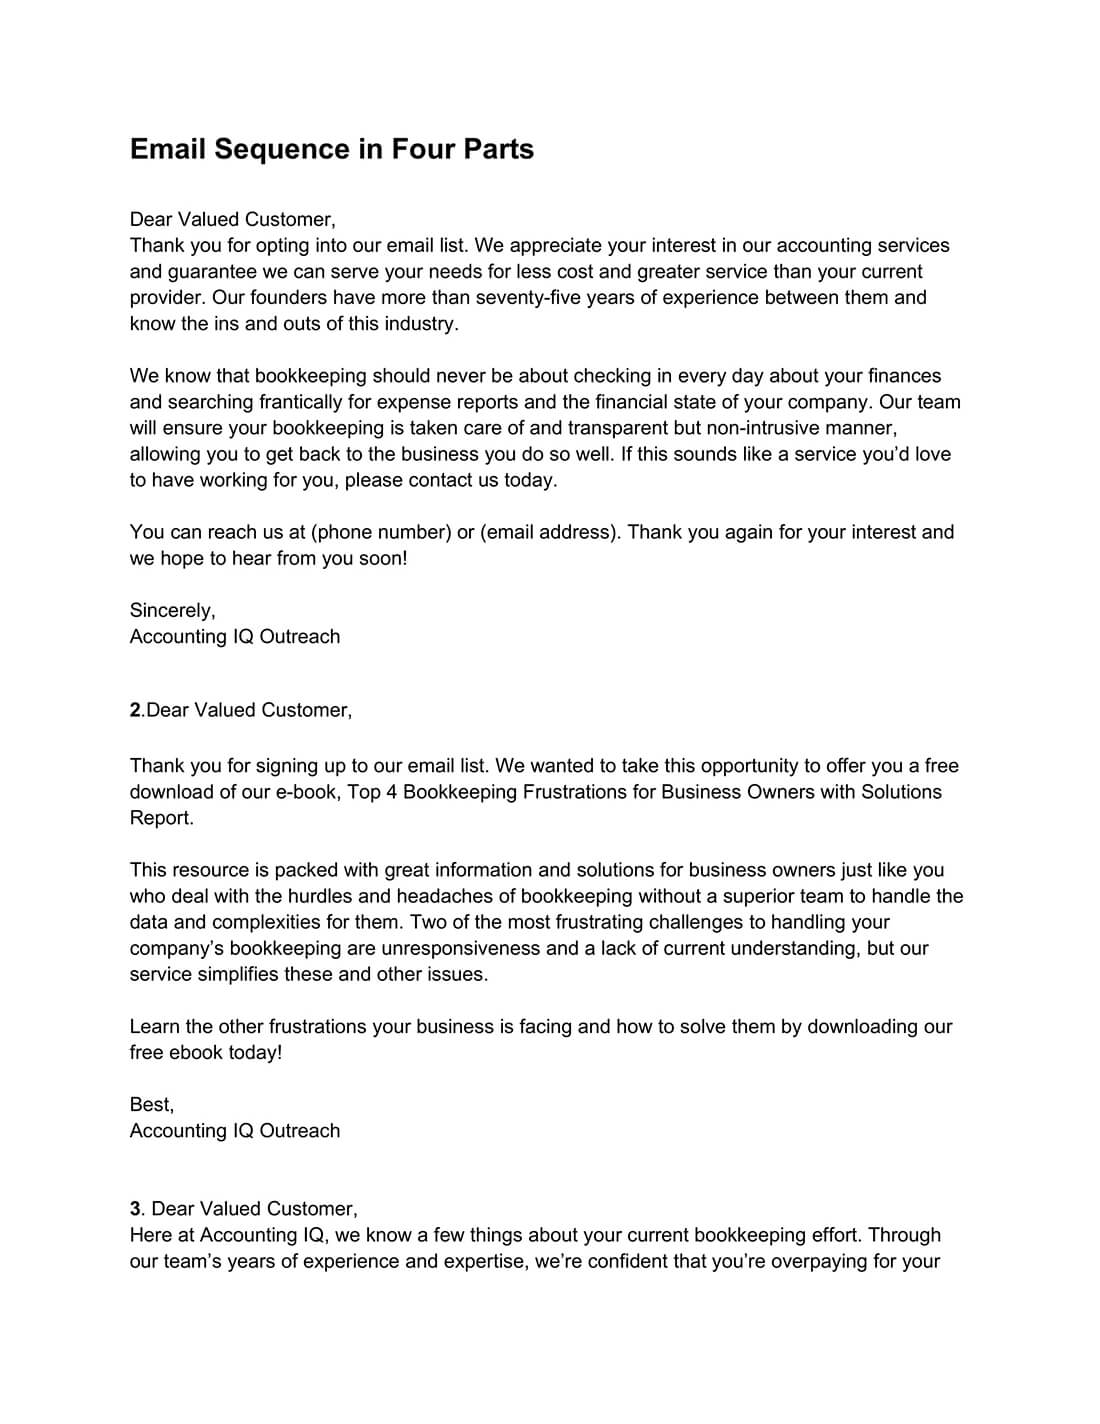 Email Sequence in Four Parts
Dear Valued Customer,
Thank you for opting into our email list. We appreciate your interest in our accounting services
and guarantee we can serve your needs for less cost and greater service than your current
provider. Our founders have more than seventy-five years of experience between them and
know the ins and outs of this industry.
We know that bookkeeping should never be about checking in every day about your finances
and searching frantically for expense reports and the financial state of your company. Our team
will ensure your bookkeeping is taken care of and transparent but non-intrusive manner,
allowing you to get back to the business you do so well. If this sounds like a service you’d love
to have working for you, please contact us today.
You can reach us at (phone number) or (email address). Thank you again for your interest and
we hope to hear from you soon!
Sincerely,
Accounting IQ Outreach
2.Dear Valued Customer,
Thank you for signing up to our email list. We wanted to take this opportunity to offer you a free
download of our e-book, Top 4 Bookkeeping Frustrations for Business Owners with Solutions
Report.
This resource is packed with great information and solutions for business owners just like you
who deal with the hurdles and headaches of bookkeeping without a superior team to handle the
data and complexities for them. Two of the most frustrating challenges to handling your
company’s bookkeeping are unresponsiveness and a lack of current understanding, but our
service simplifies these and other issues.
Learn the other frustrations your business is facing and how to solve them by downloading our
free ebook today!
Best,
Accounting IQ Outreach
3. Dear Valued Customer,
Here at Accounting IQ, we know a few things about your current bookkeeping effort. Through
our team’s years of experience and expertise, we’re confident that you’re overpaying for your